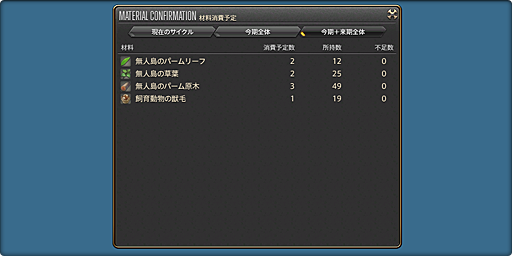 MATERIAL CONFIRMATION 材料消費予定
現在のサイクル 今期全体 今期+来期全体
材料 消費予定数 所持数 不足数
無人島のパームリーフ 2 12 0
無人島の草葉 2 25 0
無人島のパーム原木 3 49 0
飼育動物の獣毛 1 19 0